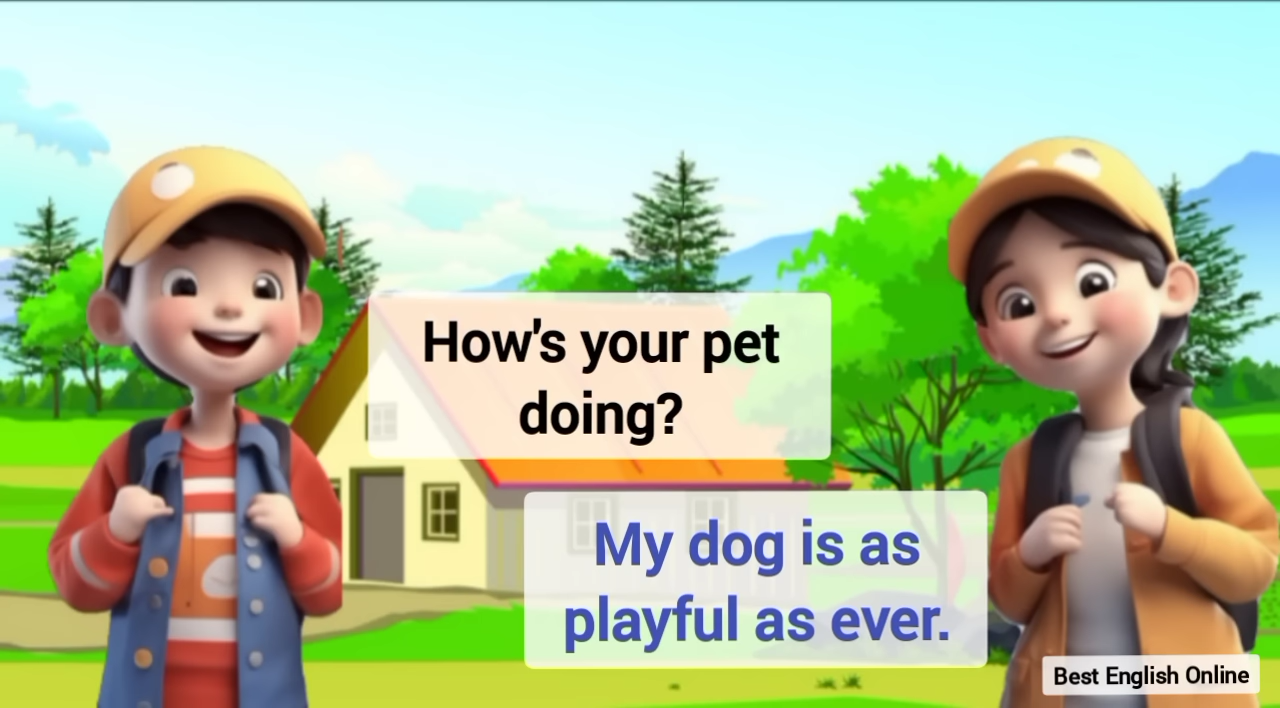 How's your pet
doing?
My dog is as
playful as ever.
Best English Online